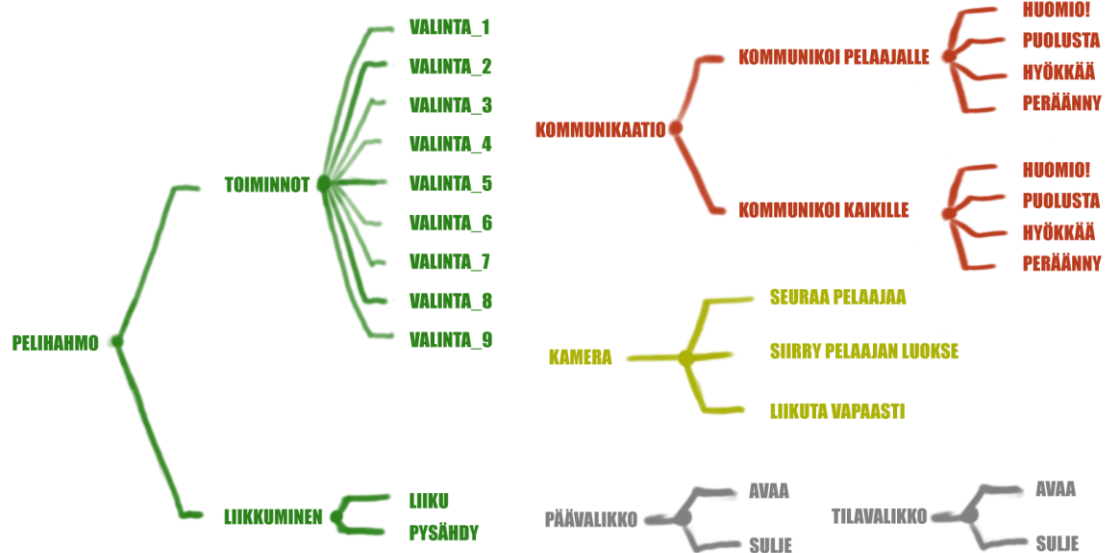 PELIHAHMO
TOIMINNOT
VALINTA_1
VALINTA_2
VALINTA_3
VALINTA_4
VALINTA_5
VALINTA_6
VALINTA_7
VALINTA_8
VALINTA_9
LIIKKUMINEN
LIIKU
PYSÄHDY
KOMMUNIKAATIO
KOMMUNIKOI PELAAJALLE
HUOMIO!
PUOLUSTA
HYÖKKÄÄ
PERÄÄNNY
KOMMUNIKOI KAIKILLE
HUOMIO!
PUOLUSTA
HYÖKKÄÄ
PERÄÄNNY
KAMERA
SEURAA PELAAJAA
SIIRRY PELAAJAN LUOKSE
LIIKUTA VAPAASTI
PÄÄVALIKKO
AVAA
SULJE
TILAVALIKKO
AVAA
SULJE